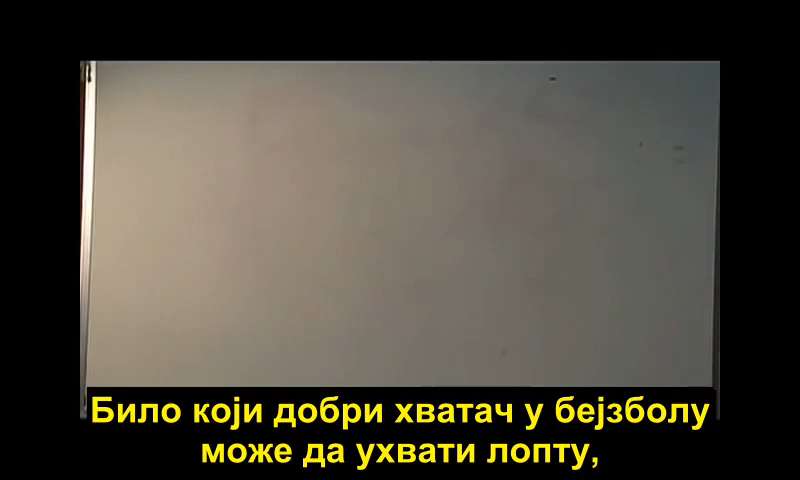 Било који добри хватач у бејзболу
може да ухвати лопту,